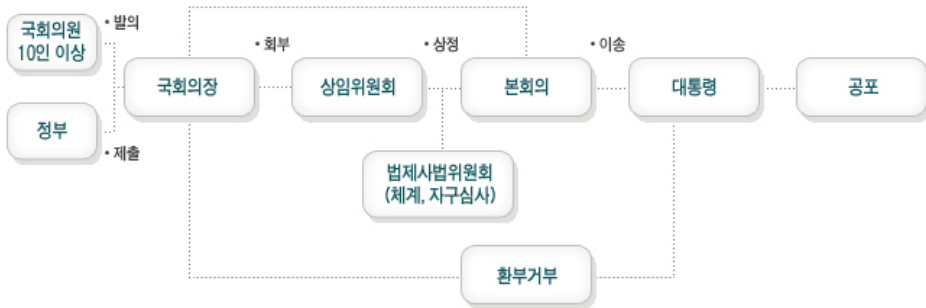 국회의원
10인 이상
• 발의
정부
• 제출
국회의장
• 회부
상임위원회
• 상정
법제사법위원회
(체계, 자구심사)
본회의
• 이송
대통령
공포
환부거부